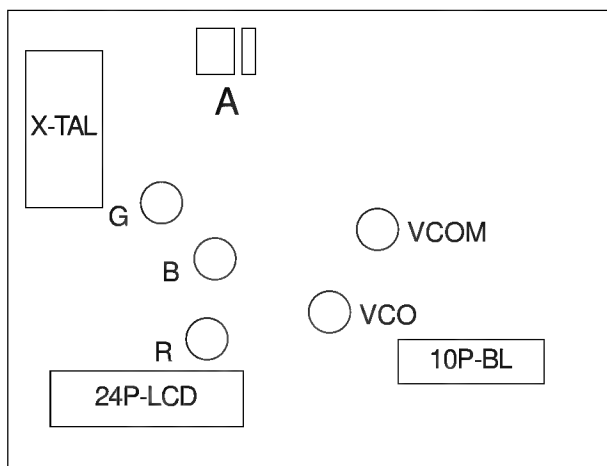 A
X-TAL
G
VCOM
B
VCO
R
10P-BL
24P-LCD